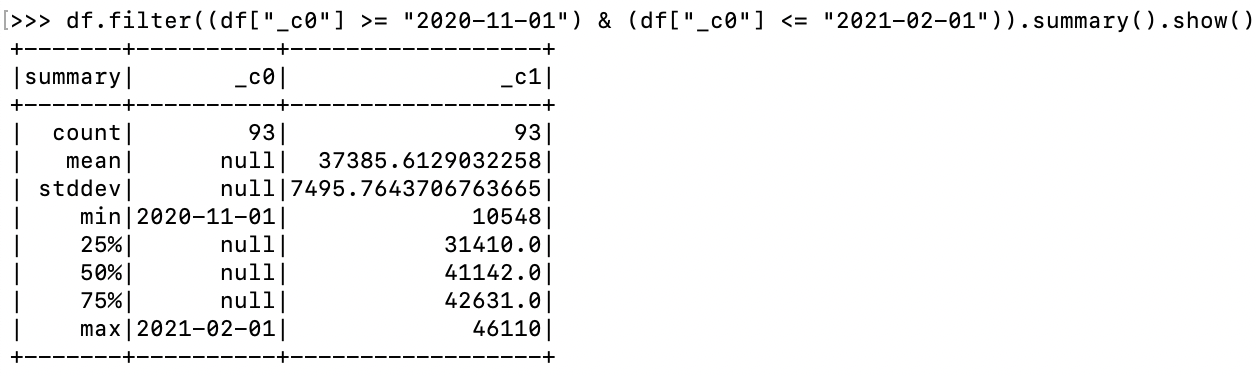 [>>> df.filter((df["_c0"] >= "2020-11-01") & (df["_c0"] <= "2021-02-01")).summary().show()
+-------+----------+------------------+
|summary|       _c0|               _c1|
+-------+----------+------------------+
|  count|        93|                93|
|   mean|      null|  37385.6129032258|
| stddev|      null|7495.7643706763665|
|    min|2020-11-01|             10548|
|    25%|      null|           31410.0|
|    50%|      null|           41142.0|
|    75%|      null|           42631.0|
|    max|2021-02-01|             46110|
+-------+----------+------------------+